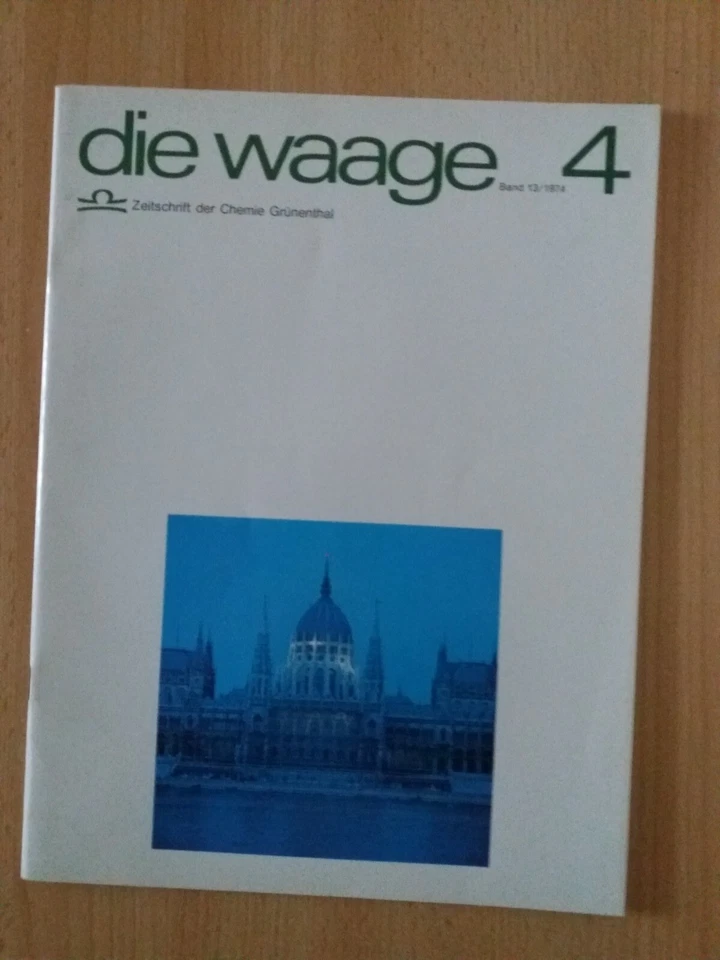 die waage 4
Band 13/1974
Zeitschrift der Chemie Grünenthal